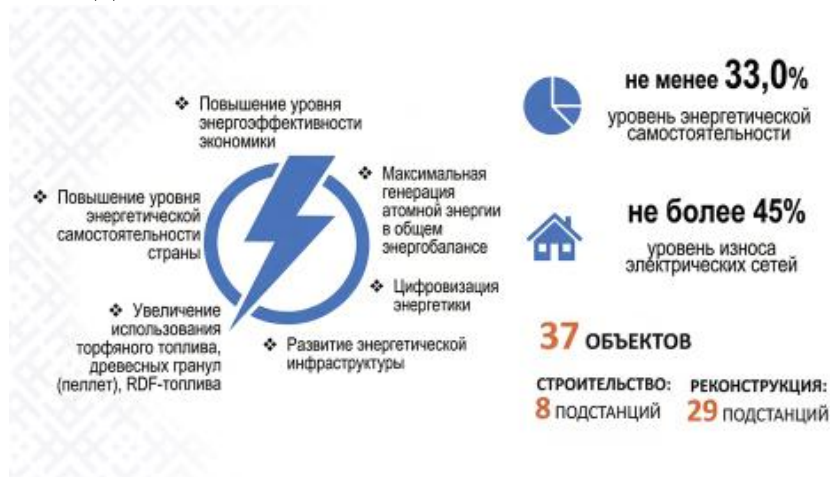 ❖ Повышение уровня
энергоэффективности
экономики
❖ Максимальная
генерация
атомной энергии
в общем
энергобалансе
❖ Повышение уровня
энергетической
самостоятельности
страны
❖ Цифровизация
энергетики
❖ Увеличение
использования
торфяного топлива,
древесных гранул
(пеллет), RDF-топлива
❖ Развитие энергетической
инфраструктуры
не менее 33,0%
уровень энергетической
самостоятельности
не более 45%
уровень износа
электрических сетей
37 ОБЪЕКТОВ
СТРОИТЕЛЬСТВО:
8 ПОДСТАНЦИЙ
РЕКОНСТРУКЦИЯ:
29 ПОДСТАНЦИЙ